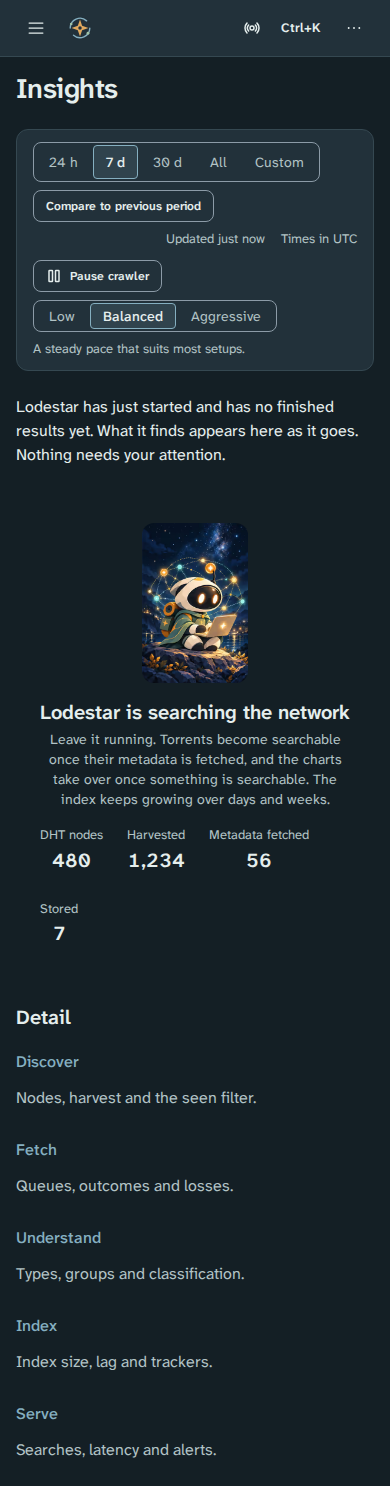 Ctrl+K
Insights
24 h 7 d 30 d All Custom
Compare to previous period
Updated just now Times in UTC
Pause crawler
Low Balanced Aggressive
A steady pace that suits most setups.
Lodestar has just started and has no finished
results yet. What it finds appears here as it goes.
Nothing needs your attention.
Lodestar is searching the network
Leave it running. Torrents become searchable
once their metadata is fetched, and the charts
take over once something is searchable. The
index keeps growing over days and weeks.
DHT nodes Harvested Metadata fetched
480 1,234 56
Stored
7
Detail
Discover
Nodes, harvest and the seen filter.
Fetch
Queues, outcomes and losses.
Understand
Types, groups and classification.
Index
Index size, lag and trackers.
Serve
Searches, latency and alerts.